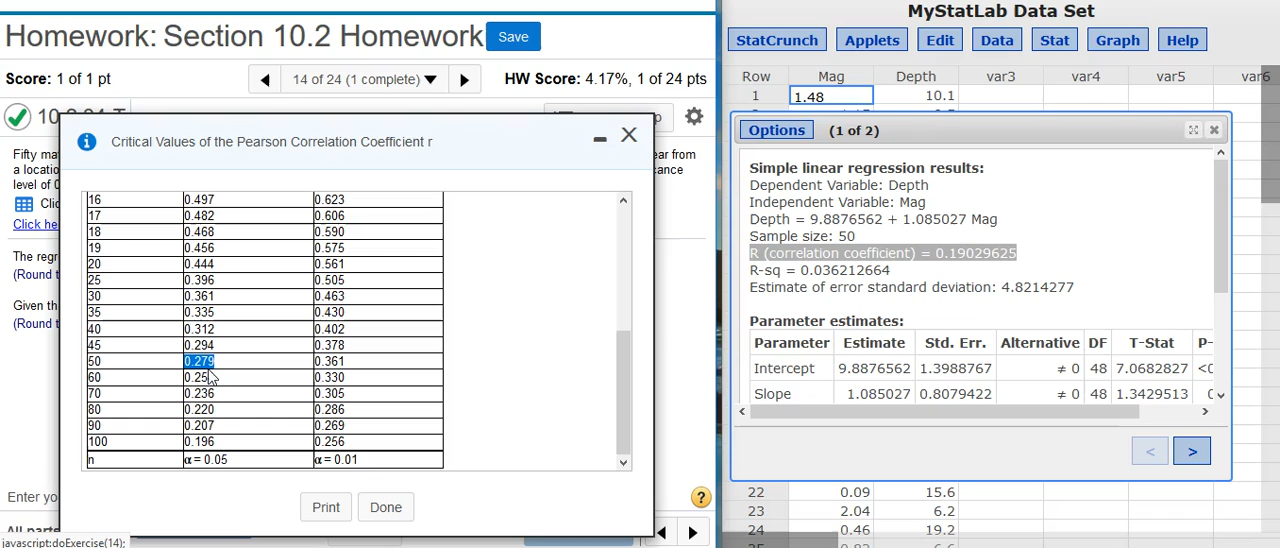 Homework: Section 10.2 Homework
Save
Score: 1 of 1 pt
14 of 24 (1 complete)
HW Score: 4.17%, 1 of 24 pts
Critical Values of the Pearson Correlation Coefficient r
Fifty
ear from
a
level of
Click
The
(Round
Given
(Round
16 0.497 0.623
17 0.482 0.606
18 0.468 0.590
19 0.456 0.575
20 0.444 0.561
25 0.396 0.505
30 0.361 0.463
35 0.335 0.430
40 0.312 0.402
45 0.294 0.378
50 0.279 0.361
60 0.25 0.330
70 0.236 0.305
80 0.220 0.286
90 0.207 0.269
100 0.196 0.256
n α = 0.05 α = 0.01
Print
Done
Enter
?
javascript:doExercise(14);
MyStatLab Data Set
StatCrunch Applets Edit Data Stat Graph Help
Row Mag Depth var3 var4 var5 var6
1 1.48 10.1
Options (1 of 2)
Simple linear regression results:
Dependent Variable: Depth
Independent Variable: Mag
Depth = 9.8876562 + 1.085027 Mag
Sample size: 50
R (correlation coefficient) = 0.19029625
R-sq = 0.036212664
Estimate of error standard deviation: 4.8214277
Parameter estimates:
Parameter Estimate Std. Err. Alternative DF T-Stat P-
Intercept 9.8876562 1.3988767 ≠ 0 48 7.0682827 <0
Slope 1.085027 0.8079422 ≠ 0 48 1.3429513
< >
22 0.09 15.6
23 2.04 6.2
24 0.46 19.2